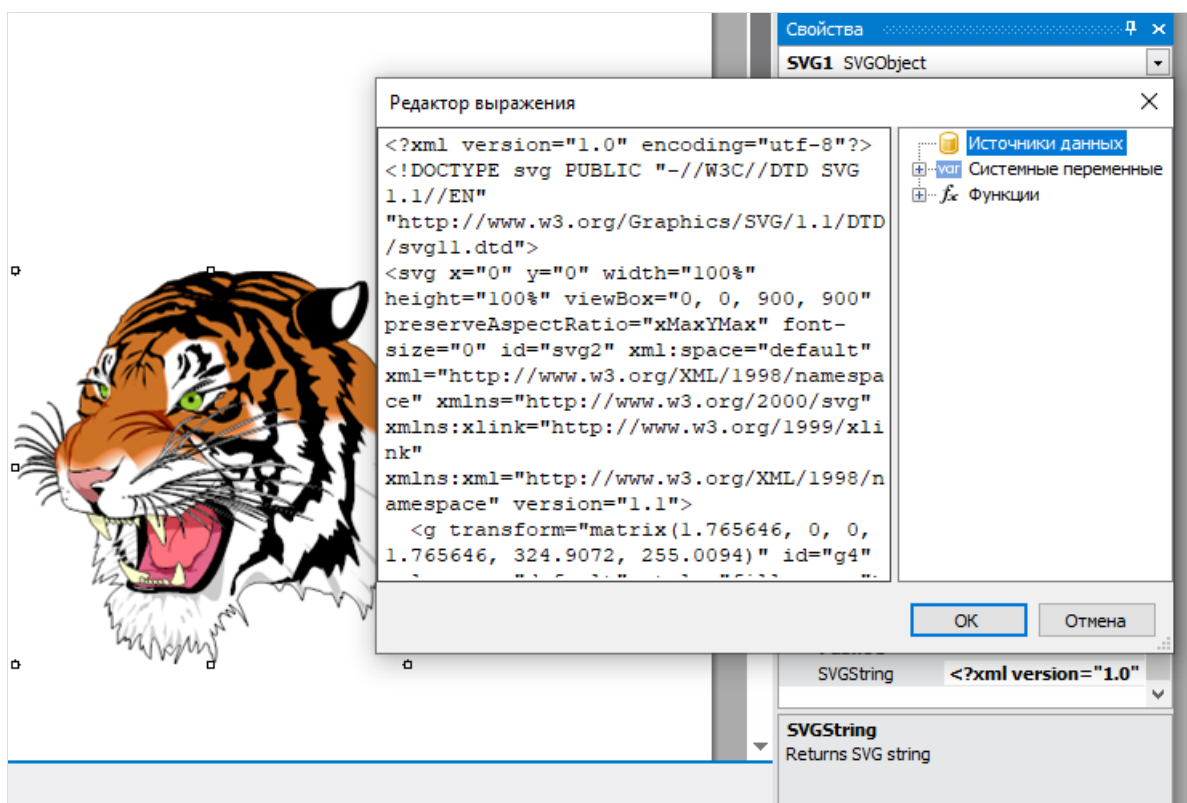 Свойства
SVG1 SVGObject
Редактор выражения
<?xml version="1.0" encoding="utf-8"?>
<!DOCTYPE svg PUBLIC "-//W3C//DTD SVG
1.1//EN"
"http://www.w3.org/Graphics/SVG/1.1/DTD
/svg11.dtd">
<svg x="0" y="0" width="100%"
height="100%" viewBox="0, 0, 900, 900"
preserveAspectRatio="xMaxYMax" font-
size="0" id="svg2" xml:space="default"
xml="http://www.w3.org/XML/1998/namespa
ce" xmlns="http://www.w3.org/2000/svg"
xmlns:xlink="http://www.w3.org/1999/xli
nk"
xmlns:xml="http://www.w3.org/XML/1998/n
amespace" version="1.1">
<g transform="matrix(1.765646, 0, 0,
1.765646, 324.9072, 255.0094)" id="g4"
Источники данных
var Системные переменные
fx Функции
ОК
Отмена
SVGString <?xml version="1.0"
SVGString
Returns SVG string